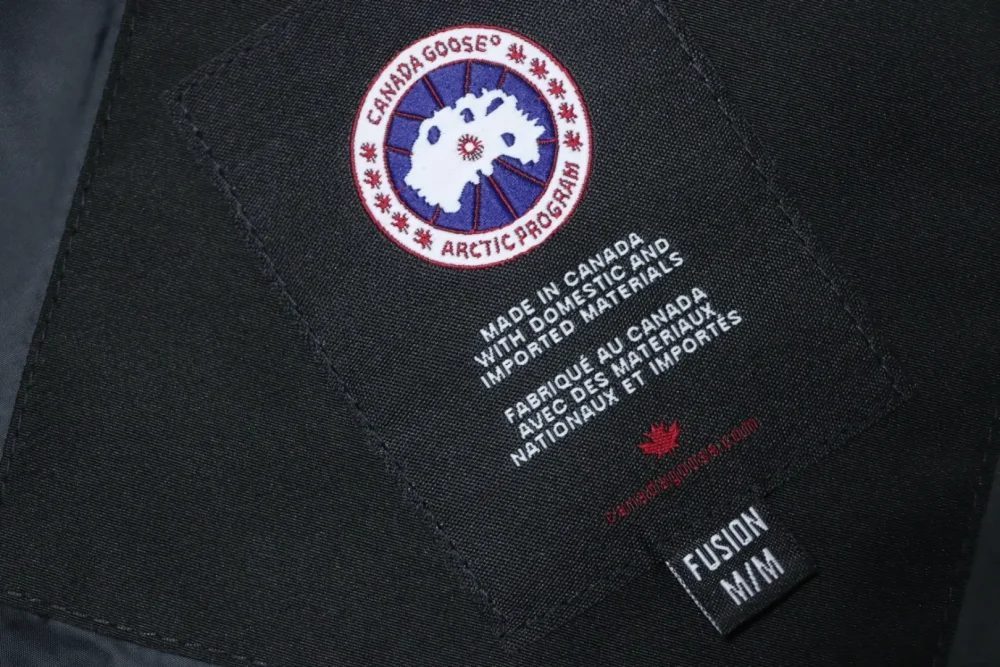 CANADA GOOSE®
ARCTIC PROGRAM
MADE IN CANADA
WITH DOMESTIC AND
IMPORTED MATERIALS
FABRIQUÉ AU CANADA
AVEC DES MATÉRIAUX
NATIONAUX ET IMPORTÉS
canadagoose.com
FUSION
M/M